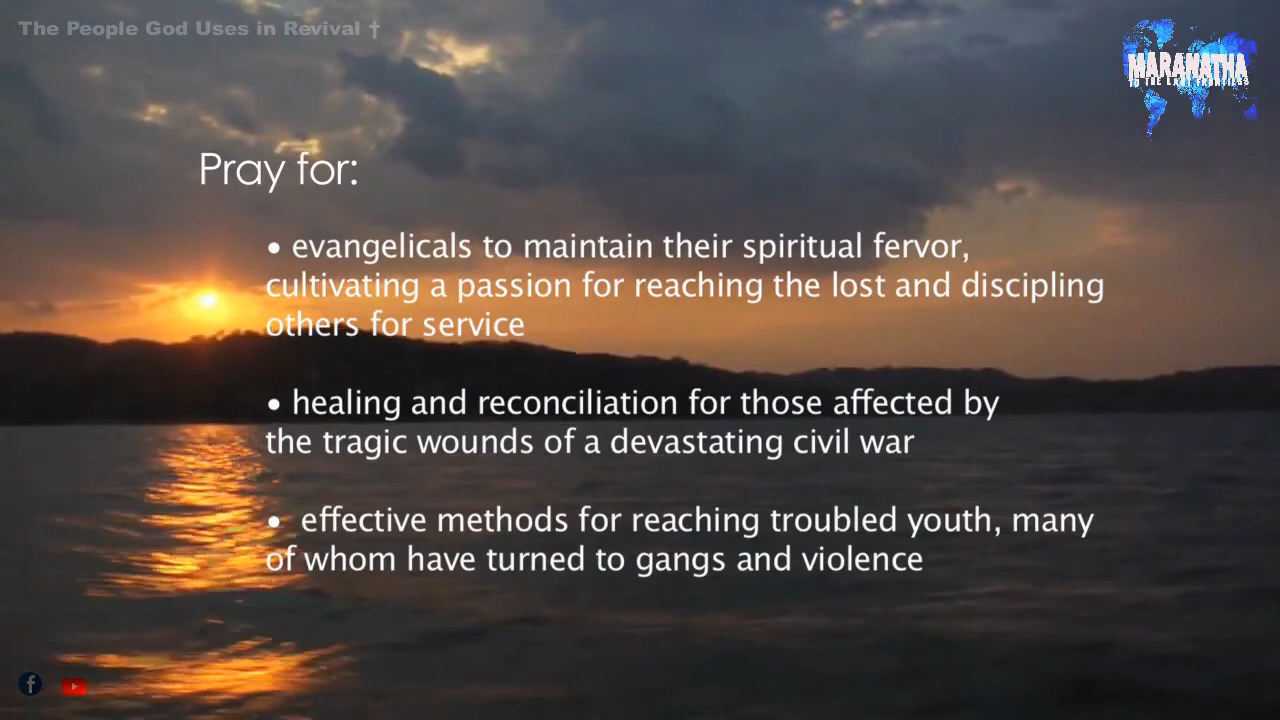 The People God Uses in Revival †
MARANATHA
Pray for:
• evangelicals to maintain their spiritual fervor,
cultivating a passion for reaching the lost and discipling
others for service
• healing and reconciliation for those affected by
the tragic wounds of a devastating civil war
• effective methods for reaching troubled youth, many
of whom have turned to gangs and violence